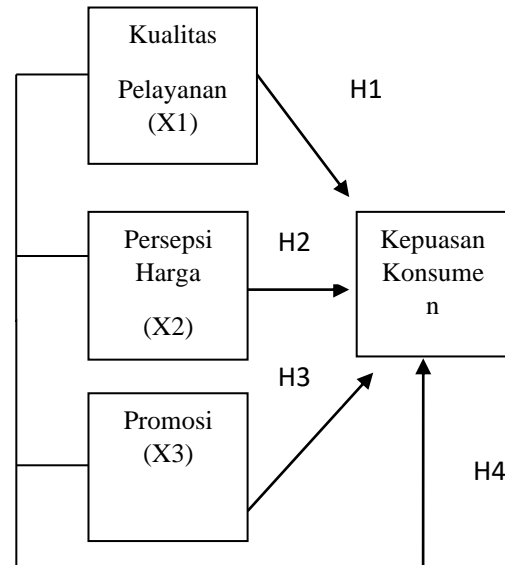 Kualitas
Pelayanan
(X1)
H1
Persepsi
Harga
(X2)
H2
Kepuasan
Konsume
n
H3
Promosi
(X3)
H4